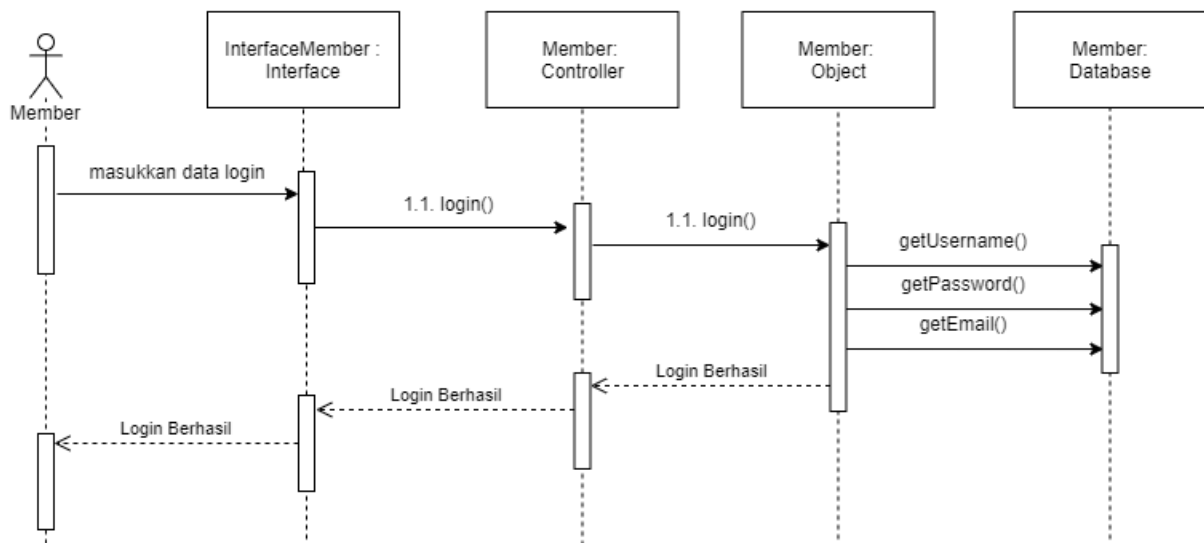 InterfaceMember :
Interface
Member:
Controller
Member:
Object
Member:
Database
Member
masukkan data login
1.1. login()
1.1. login()
getUsername()
getPassword()
getEmail()
Login Berhasil
Login Berhasil
Login Berhasil